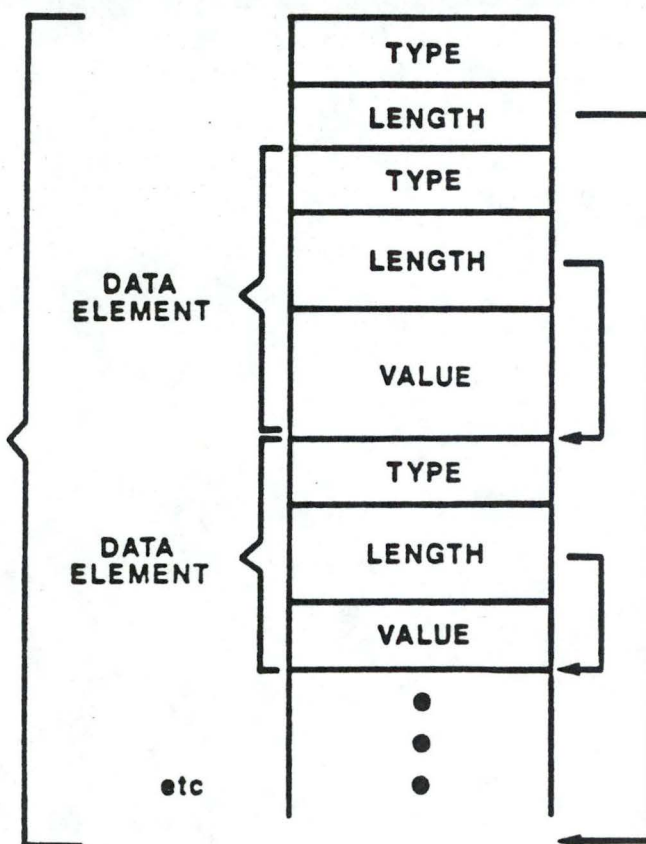 TYPE
LENGTH
TYPE
LENGTH
DATA
ELEMENT
VALUE
TYPE
DATA
ELEMENT
LENGTH
VALUE
etc